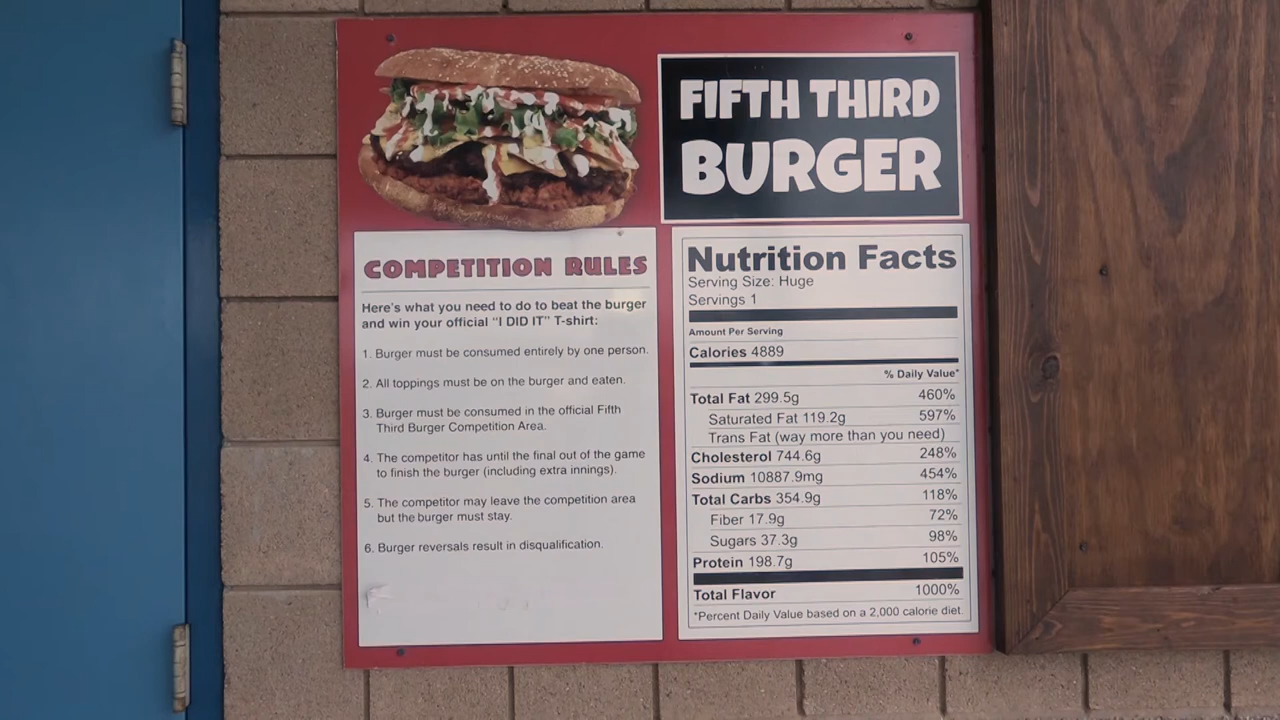 FIFTH THIRD
BURGER
COMPETITION RULES
Here's what you need to do to beat the burger
and win your official "I DID IT" T-shirt:
1. Burger must be consumed entirely by one person.
2. All toppings must be on the burger and eaten.
3. Burger must be consumed in the official Fifth
Third Burger Competition Area.
4. The competitor has until the final out of the game
to finish the burger (including extra innings).
5. The competitor may leave the competition area
but the burger must stay.
6. Burger reversals result in disqualification.
Nutrition Facts
Serving Size: Huge
Servings 1
Amount Per Serving
Calories 4889
% Daily Value*
Total Fat 299.5g 460%
Saturated Fat 119.2g 597%
Trans Fat (way more than you need)
Cholesterol 744.6g 248%
Sodium 10887.9mg 454%
Total Carbs 354.9g 118%
Fiber 17.9g 72%
Sugars 37.3g 98%
Protein 198.7g 105%
Total Flavor 1000%
*Percent Daily Value based on a 2,000 calorie diet.